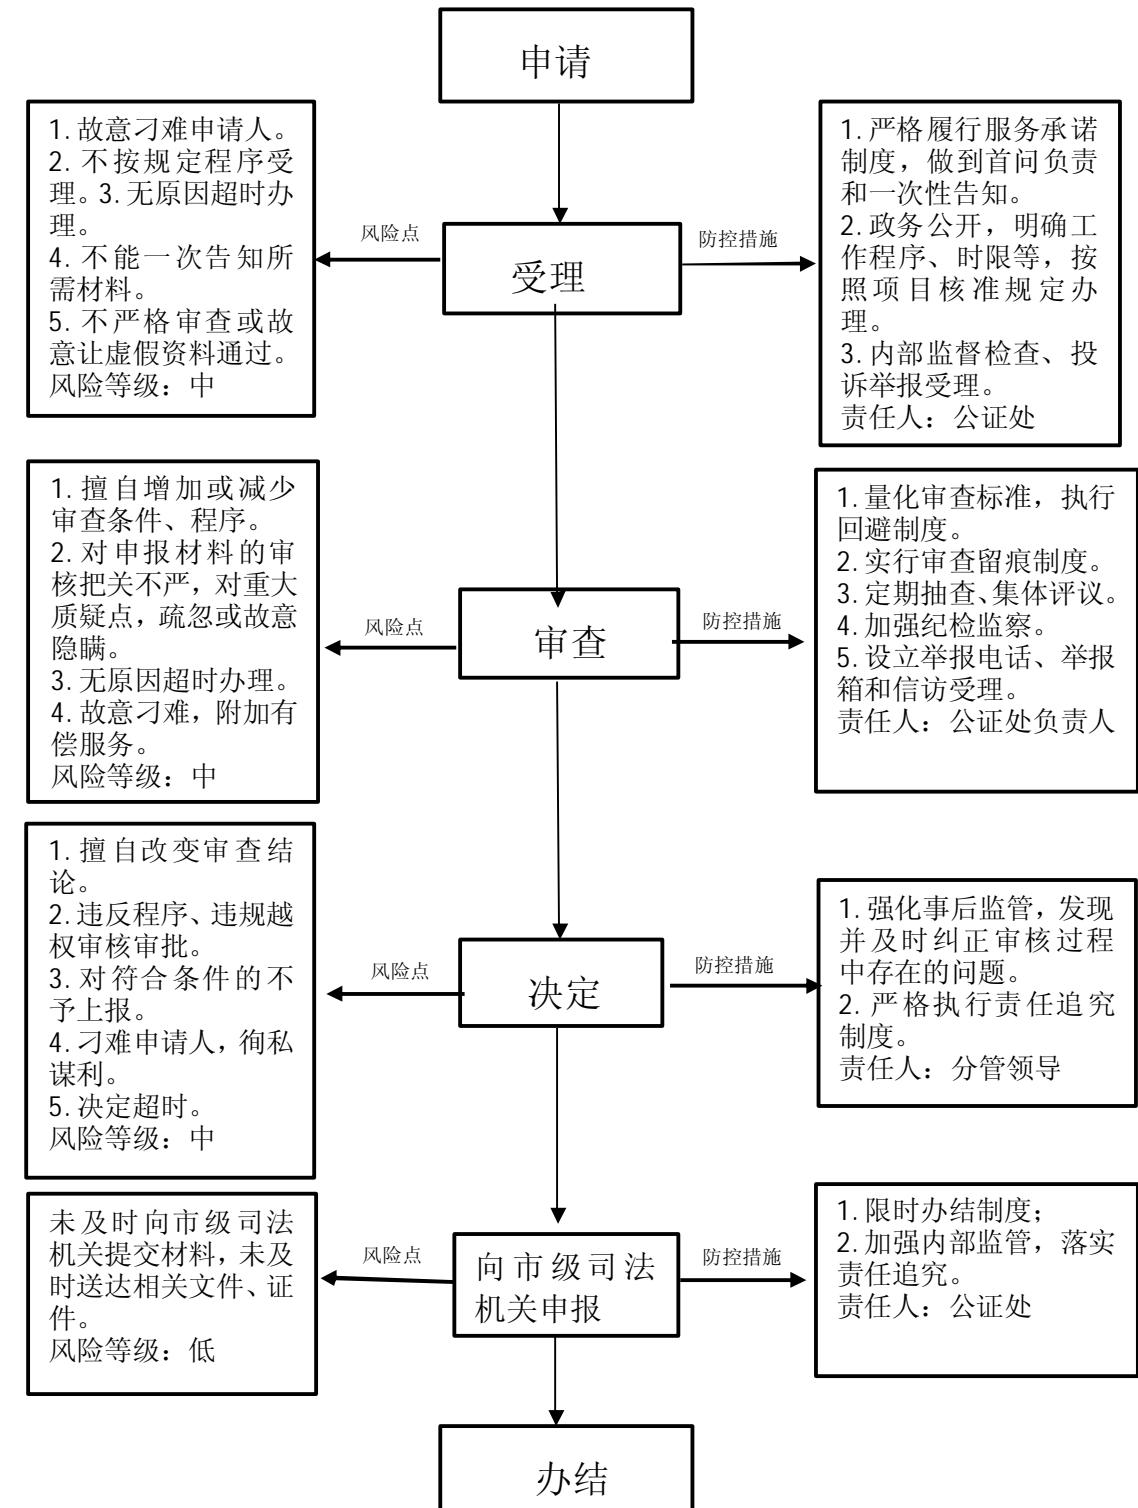 申请
1.故意刁难申请人。
2.不按规定程序受
理。3.无原因超时办
理。
4.不能一次告知所
需材料。
5.不严格审查或故
意让虚假资料通过。
风险等级：中
风险点
受理
防控措施
1.严格履行服务承诺
制度，做到首问负责
和一次性告知。
2.政务公开，明确工
作程序、时限等，按
照项目核准规定办
理。
3.内部监督检查、投
诉举报受理。
责任人：公证处
1.擅自增加或减少
审查条件、程序。
2.对申报材料的审
核把关不严，对重大
质疑点，疏忽或故意
隐瞒。
3.无原因超时办理。
4.故意刁难，附加有
偿服务。
风险等级：中
风险点
审查
防控措施
1.量化审查标准，执行
回避制度。
2.实行审查留痕制度。
3.定期抽查、集体评议。
4.加强纪检监察。
5.设立举报电话、举报
箱和信访受理。
责任人：公证处负责人
1.擅自改变审查结
论。
2.违反程序、违规越
权审核审批。
3.对符合条件的不
予上报。
4.刁难申请人，徇私
谋利。
5.决定超时。
风险等级：中
风险点
决定
防控措施
1.强化事后监管，发现
并及时纠正审核过程
中存在的问题。
2.严格执行责任追究
制度。
责任人：分管领导
未及时向市级司法
机关提交材料，未及
时送达相关文件、证
件。
风险等级：低
风险点
向市级司法
机关申报
防控措施
1.限时办结制度；
2.加强内部监管，落实
责任追究。
责任人：公证处
办结